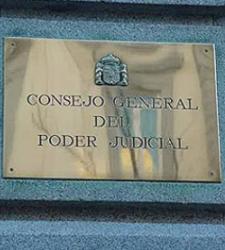 CONSEJO GENERAL
DEL
PODER JUDICIAL